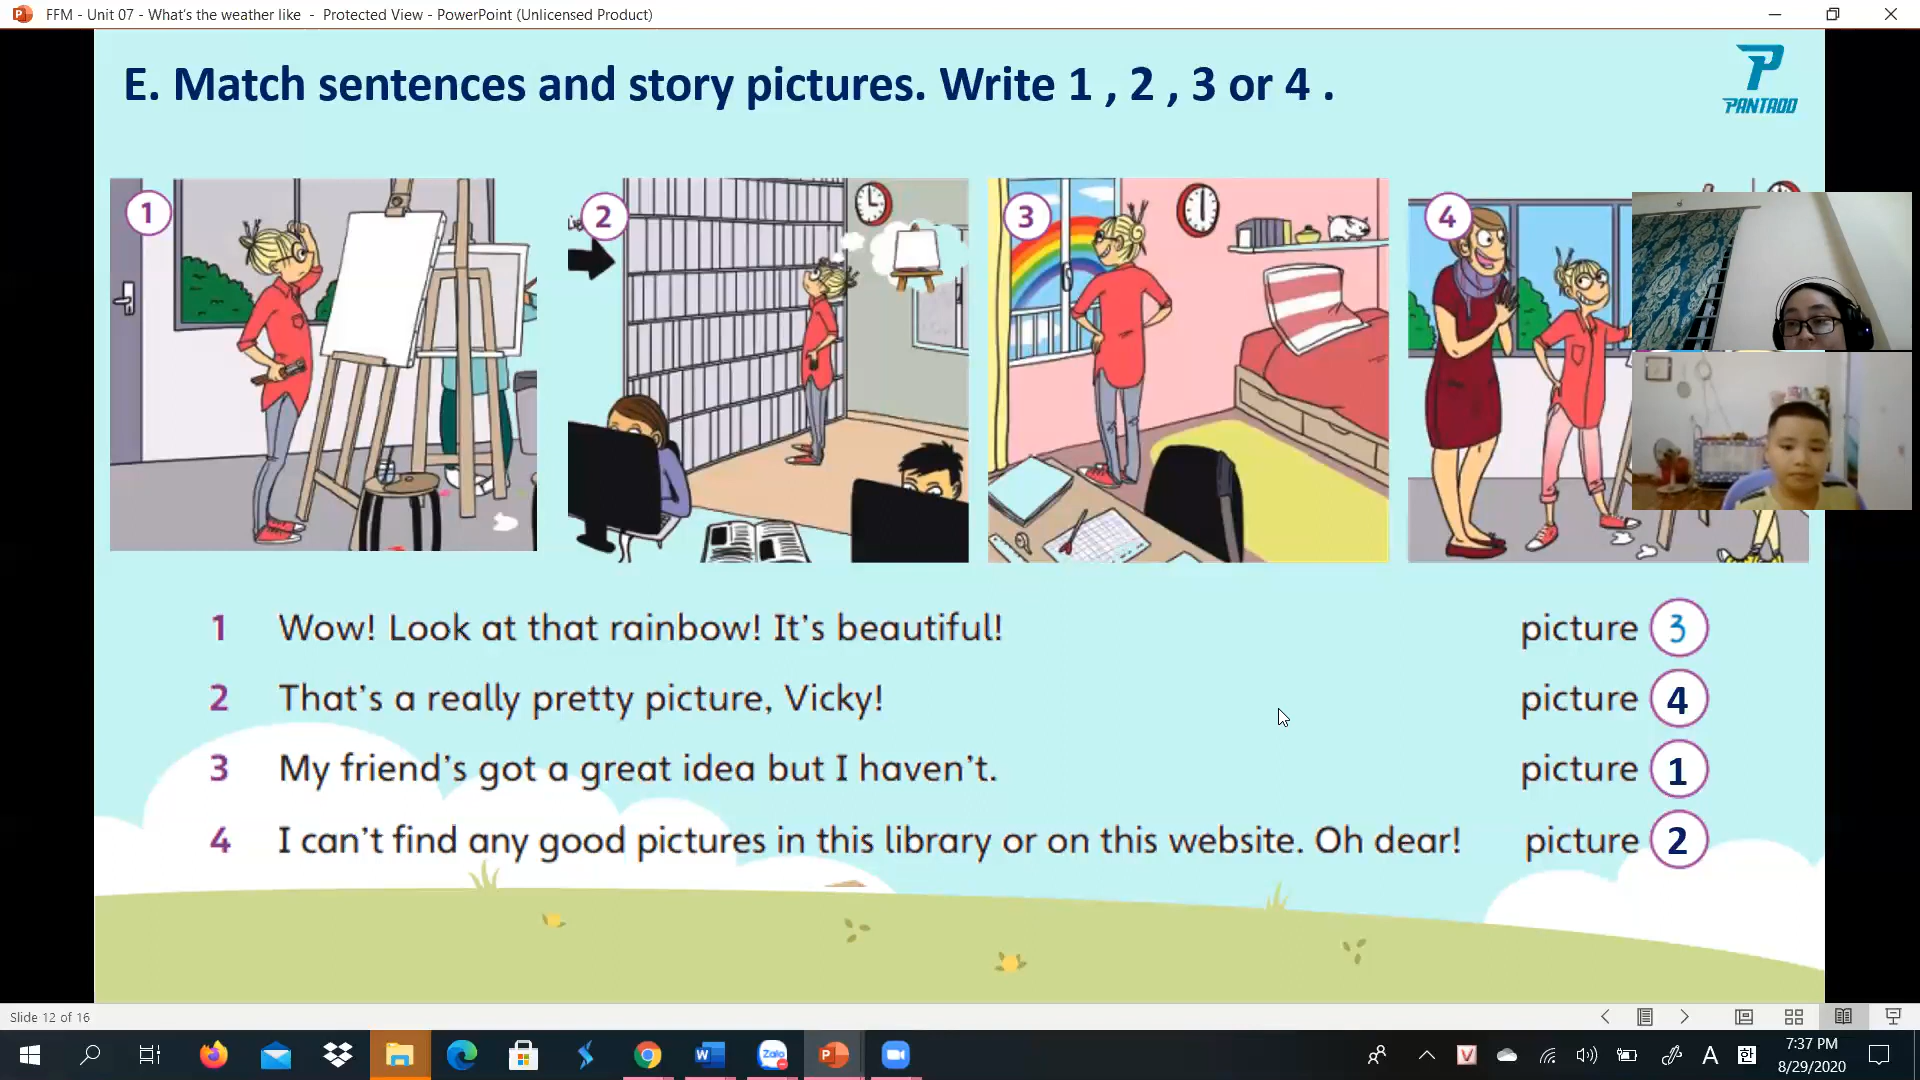 FFM - Unit 07 - What's the weather like - Protected View - PowerPoint (Unlicensed Product)
E. Match sentences and story pictures. Write 1 , 2 , 3 or 4 .
PANTADO
1
2
3
4
1 Wow! Look at that rainbow! It's beautiful! picture 3
2 That's a really pretty picture, Vicky! picture 4
3 My friend's got a great idea but I haven't. picture 1
4 I can't find any good pictures in this library or on this website. Oh dear! picture 2
Slide 12 of 16
Zalo
A
한
7:37 PM
8/29/2020